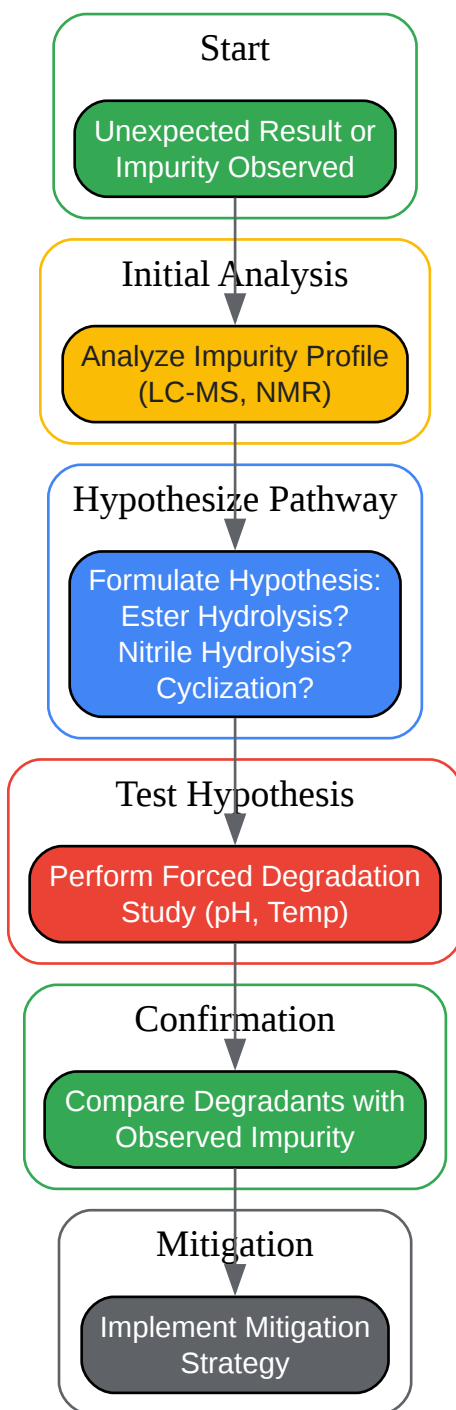 Start
Unexpected Result or
Impurity Observed
Initial Analysis
Analyze Impurity Profile
(LC-MS, NMR)
Hypothesize Pathway
Formulate Hypothesis:
Ester Hydrolysis?
Nitrile Hydrolysis?
Cyclization?
Test Hypothesis
Perform Forced Degradation
Study (pH, Temp)
Confirmation
Compare Degradants with
Observed Impurity
Mitigation
Implement Mitigation
Strategy